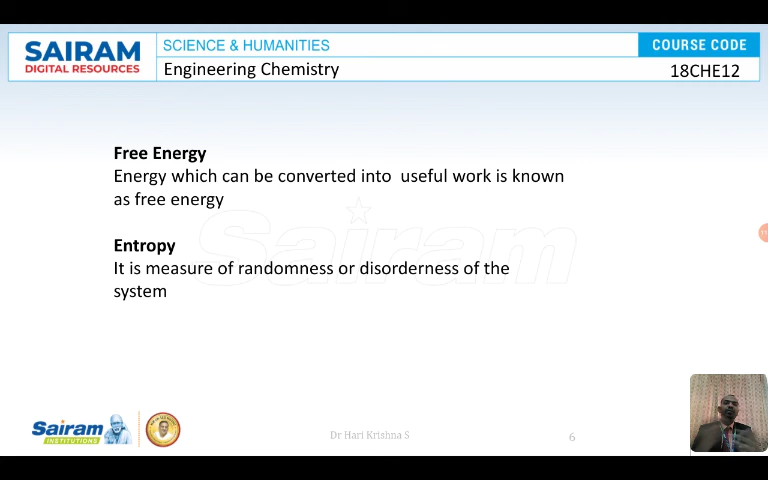 SAIRAM
DIGITAL RESOURCES
SCIENCE & HUMANITIES
COURSE CODE
Engineering Chemistry
18CHE12
Free Energy
Energy which can be converted into useful work is known
as free energy
Entropy
It is measure of randomness or disorderness of the
system
Sairam
Sairam
INSTITUTIONS
Dr Hari Krishna S
6